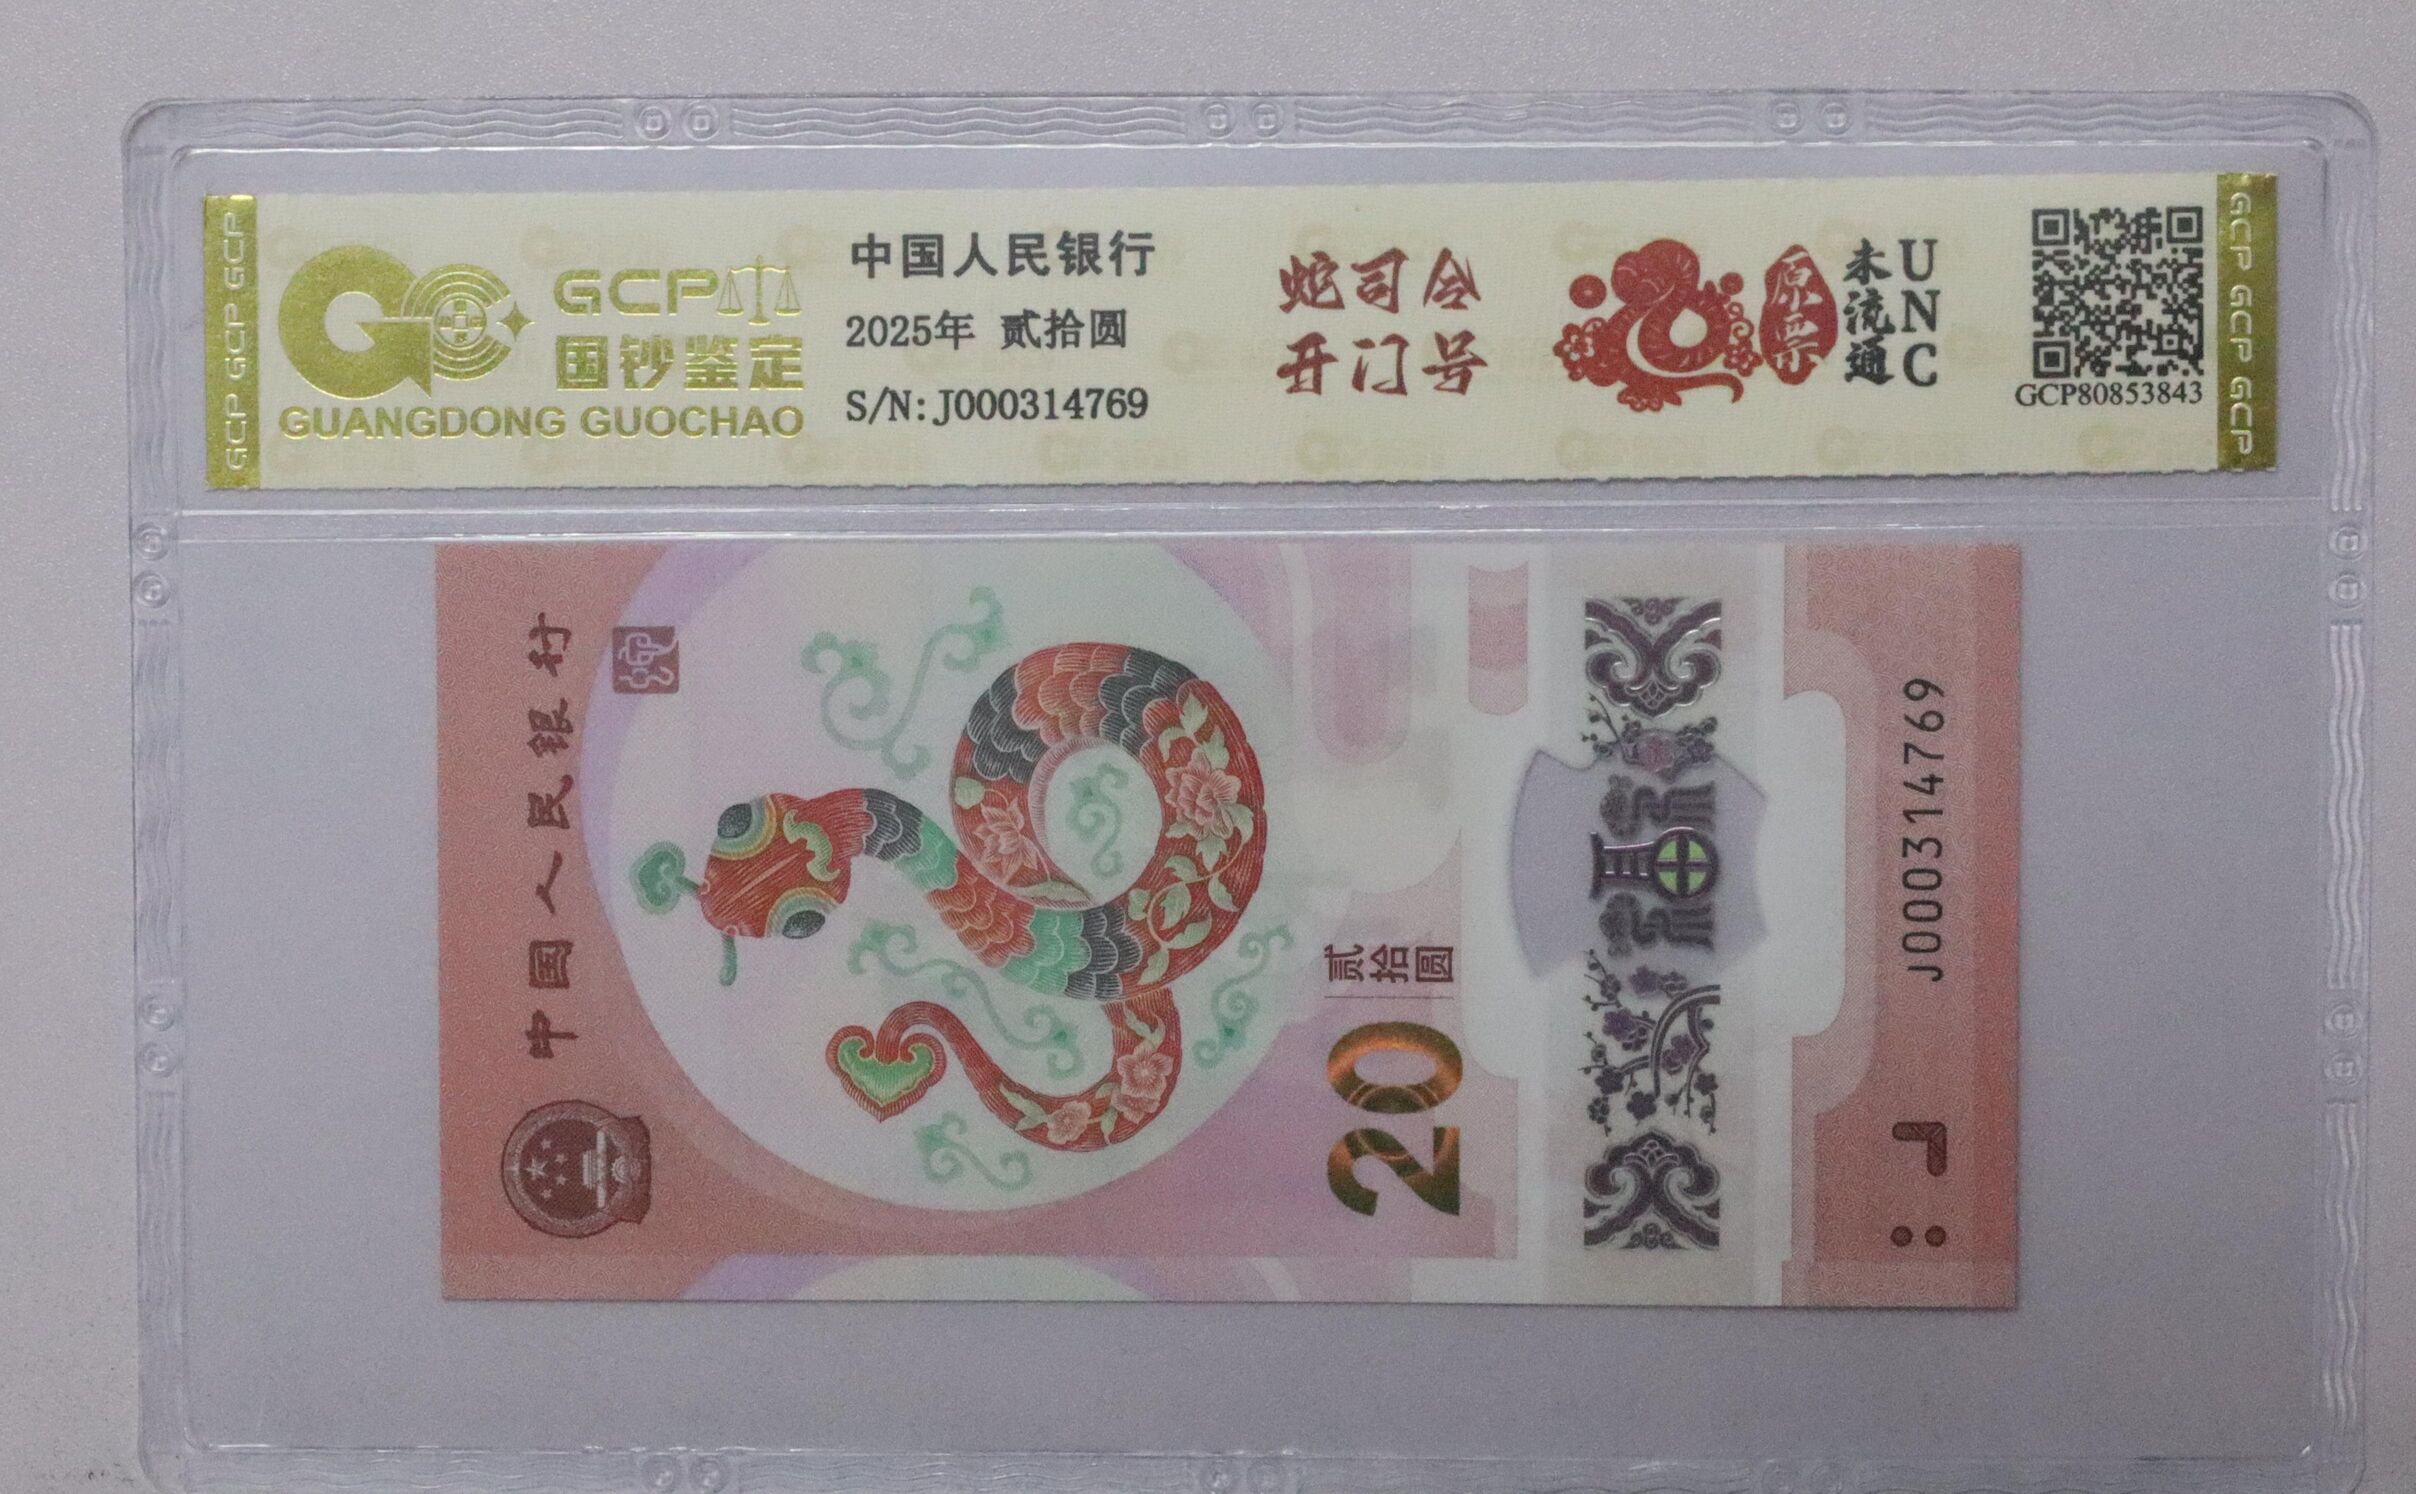 GCP GCP GCP
GCP
国钞鉴定
GUANGDONG GUOCHAO
中国人民银行
2025年 贰拾圆
S/N:J000314769
蛇司令
开门号
原票
未流通
UNC
GCP80853843
GCP GCP GCP
中国人民银行
蛇
贰拾圆
20
福
J000314769
J